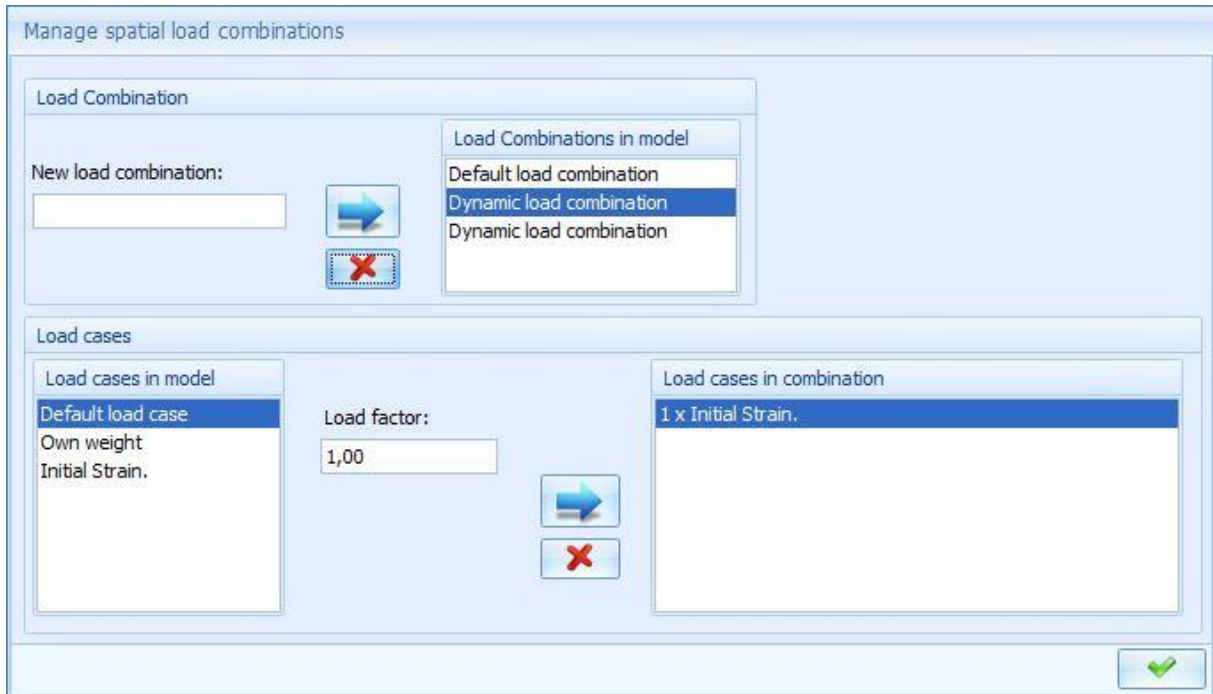 Manage spatial load combinations
Load Combination
New load combination:
Load Combinations in model
Default load combination
Dynamic load combination
Dynamic load combination
Load cases
Load cases in model
Default load case
Own weight
Initial Strain.
Load factor:
1,00
Load cases in combination
1 x Initial Strain.